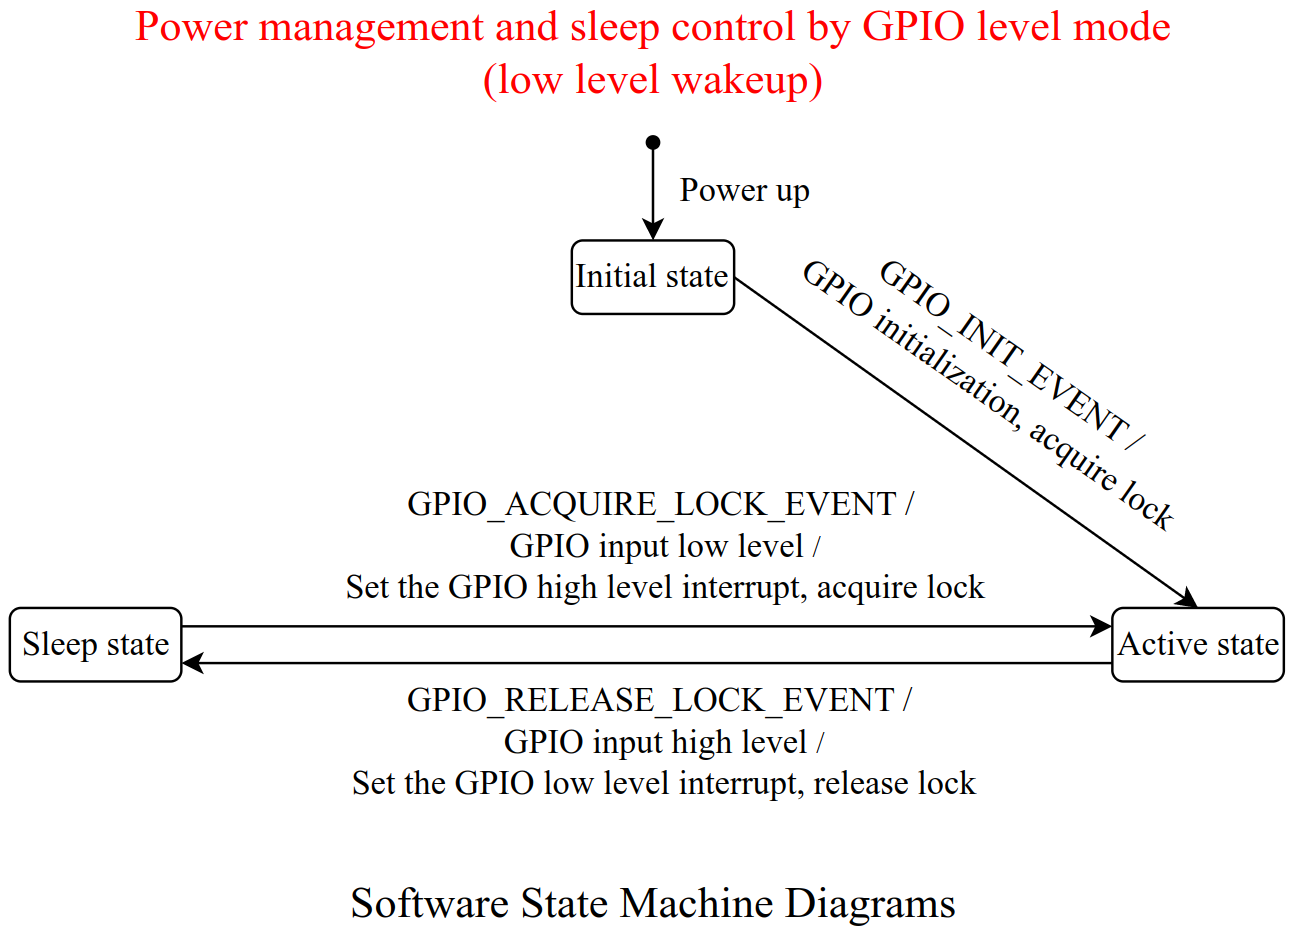 Power management and sleep control by GPIO level mode
(low level wakeup)
Power up
Initial state
GPIO_INIT_EVENT /
GPIO initialization, acquire lock
GPIO_ACQUIRE_LOCK_EVENT /
GPIO input low level /
Set the GPIO high level interrupt, acquire lock
Sleep state
Active state
GPIO_RELEASE_LOCK_EVENT /
GPIO input high level /
Set the GPIO low level interrupt, release lock
Software State Machine Diagrams